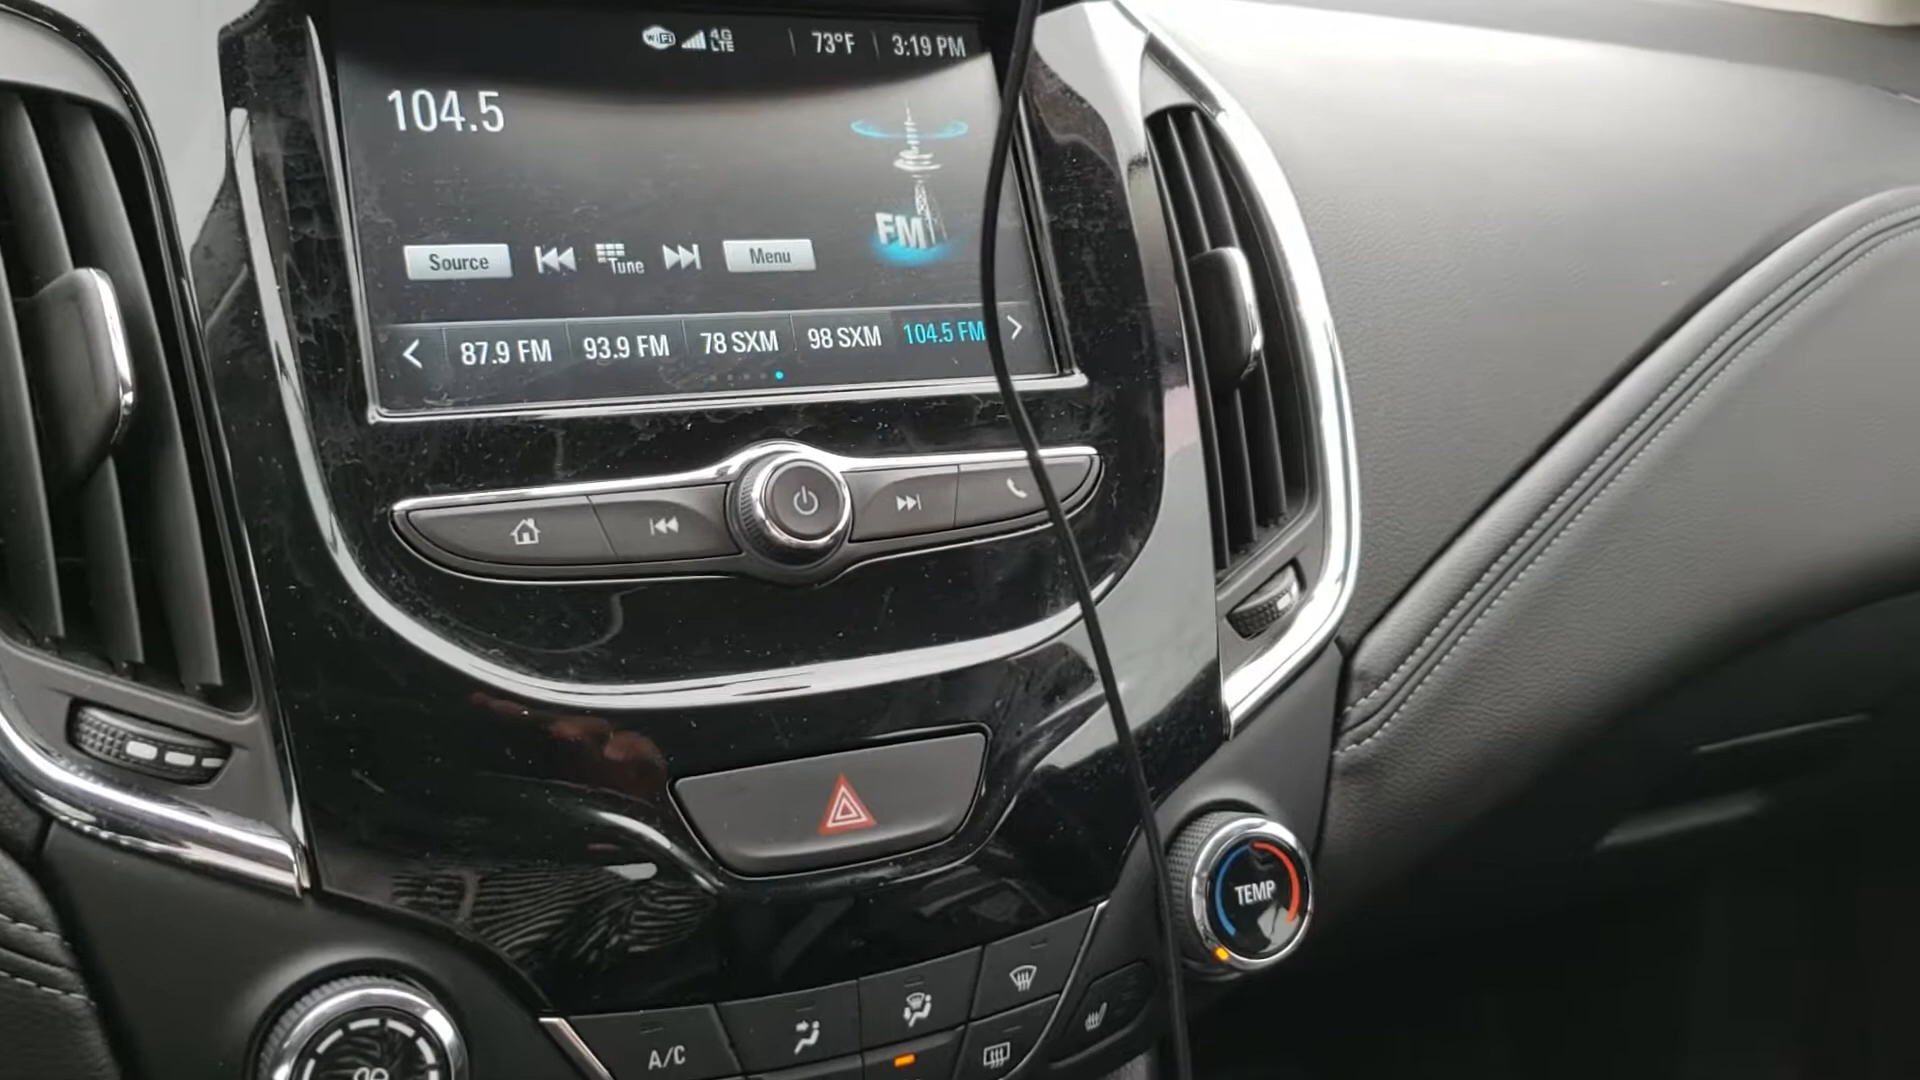 WiFi 4G LTE 73°F 3:19 PM
104.5
FM
Source Tune Menu
87.9 FM 93.9 FM 78 SXM 98 SXM 104.5 FM
TEMP
A/C